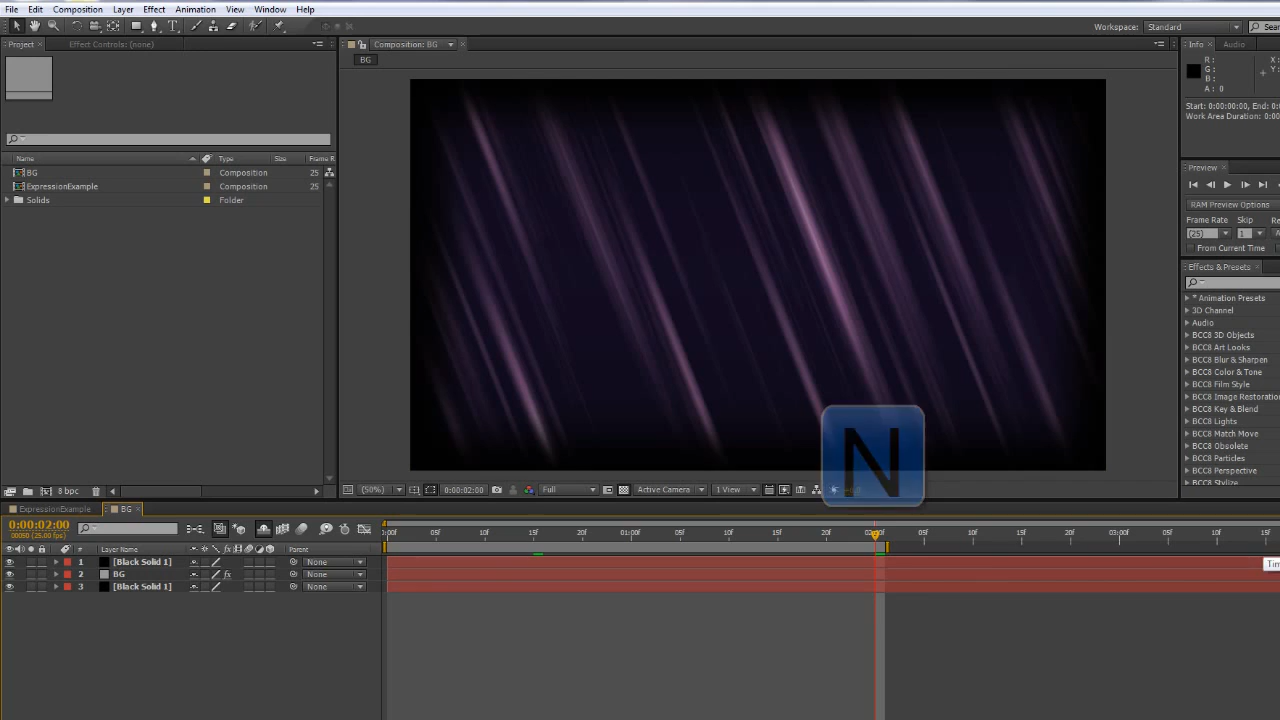 File Edit Composition Layer Effect Animation View Window Help
Workspace: Standard
Project Effect Controls: (none)
Composition: BG
Info Audio
BG
R :
G :
B :
A : 0
X :
Y :
Start: 0:00:00:00, End: 0:0
Work Area Duration: 0:00
Name Type Size Frame R
BG Composition 25
ExpressionExample Composition 25
Solids Folder
Preview
RAM Preview Options
Frame Rate Skip Re
(25) 1
From Current Time
Effects & Presets
* Animation Presets
3D Channel
Audio
BCC8 3D Objects
BCC8 Art Looks
BCC8 Blur & Sharpen
BCC8 Color & Tone
BCC8 Film Style
BCC8 Image Restoration
BCC8 Key & Blend
BCC8 Lights
BCC8 Match Move
BCC8 Obsolete
BCC8 Particles
BCC8 Perspective
BCC8 Stylize
N
8 bpc
(50%) 0:00:02:00 Full Active Camera 1 View
ExpressionExample BG
0:00:02:00
00050 (25.00 fps)
0:00f 05f 10f 15f 20f 01:00f 05f 10f 15f 20f 02:00f 05f 10f 15f 20f 03:00f 05f 10f 15f
# Layer Name Parent
1 [Black Solid 1] None
2 BG fx None
3 [Black Solid 1] None